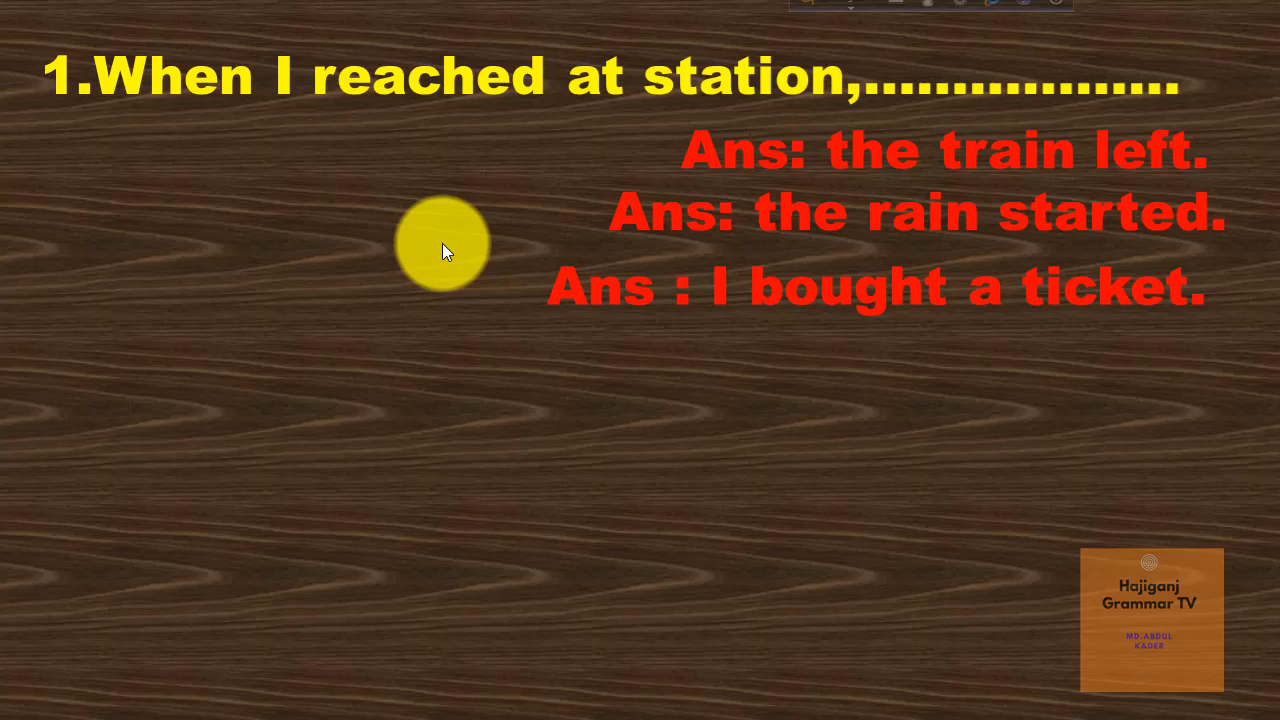 1.When I reached at station,..................
Ans: the train left.
Ans: the rain started.
Ans : I bought a ticket.
Hajiganj
Grammar TV
MD.ABDUL
KADER